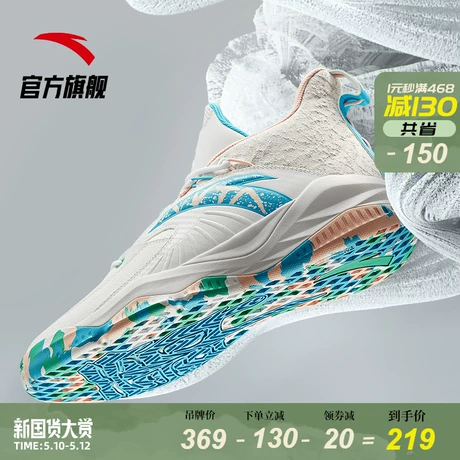 官方旗舰
1元秒满468
减130
共省
-150
新国货大赏
TIME:5.10-5.12
吊牌价 下单立减 领券减 到手价
369 - 130 - 20 = 219